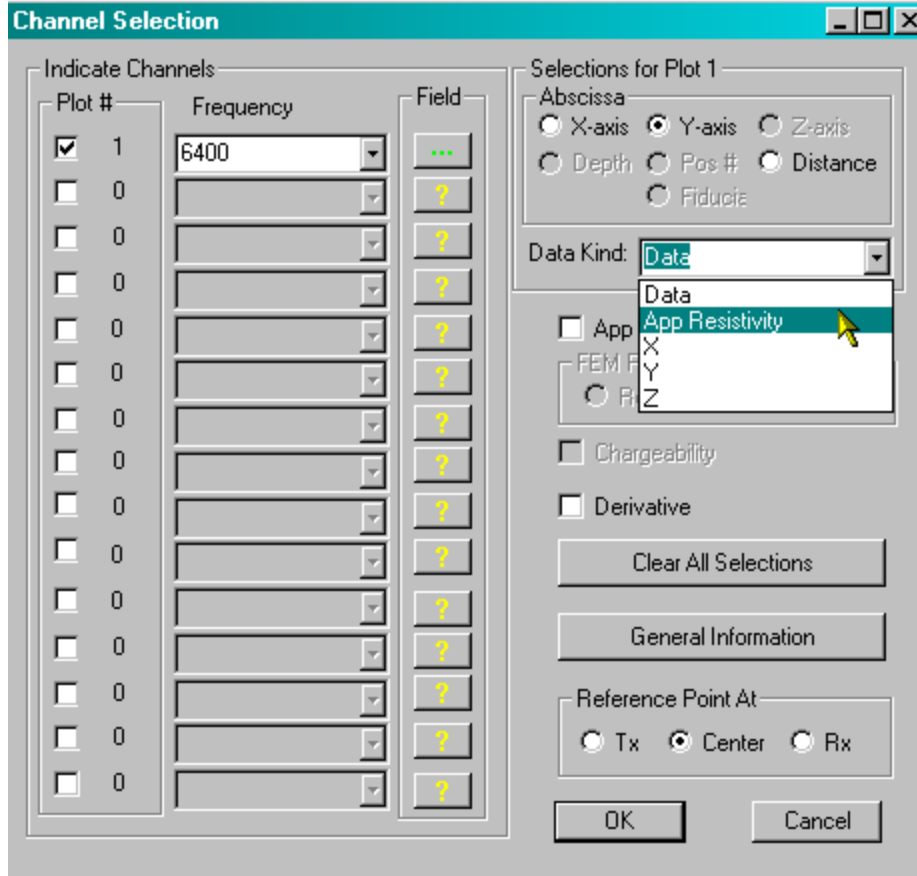 Channel Selection
Indicate Channels
Plot #
Frequency
Field
1
6400
...
0
?
0
?
0
?
0
?
0
?
0
?
0
?
0
?
0
?
0
?
0
?
0
?
0
?
0
?
Selections for Plot 1
Abscissa
X-axis Y-axis Z-axis
Depth Pos # Distance
Fiducia
Data Kind: Data
Data
App Resistivity
X
Y
Z
App
FEM
Chargeability
Derivative
Clear All Selections
General Information
Reference Point At
Tx Center Rx
OK Cancel